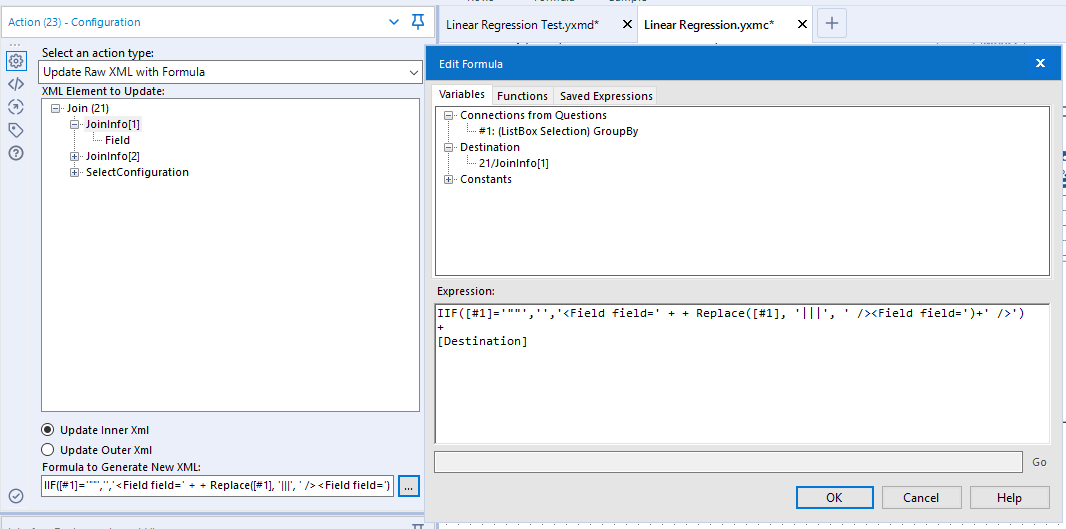 Action (23) - Configuration
Linear Regression Test.yxmd*
Linear Regression.yxmc*
Select an action type:
Update Raw XML with Formula
XML Element to Update:
Join (21)
JoinInfo[1]
Field
JoinInfo[2]
SelectConfiguration
Update Inner Xml
Update Outer Xml
Formula to Generate New XML:
IIF([#1]='""','','<Field field=' + + Replace([#1], '|||', ' /><Field field=')
...
Edit Formula
Variables
Functions
Saved Expressions
Connections from Questions
#1: (ListBox Selection) GroupBy
Destination
21/JoinInfo[1]
Constants
Expression:
IIF([#1]='""','','<Field field=' + + Replace([#1], '|||', ' /><Field field=')+' />')
+
[Destination]
Go
OK
Cancel
Help